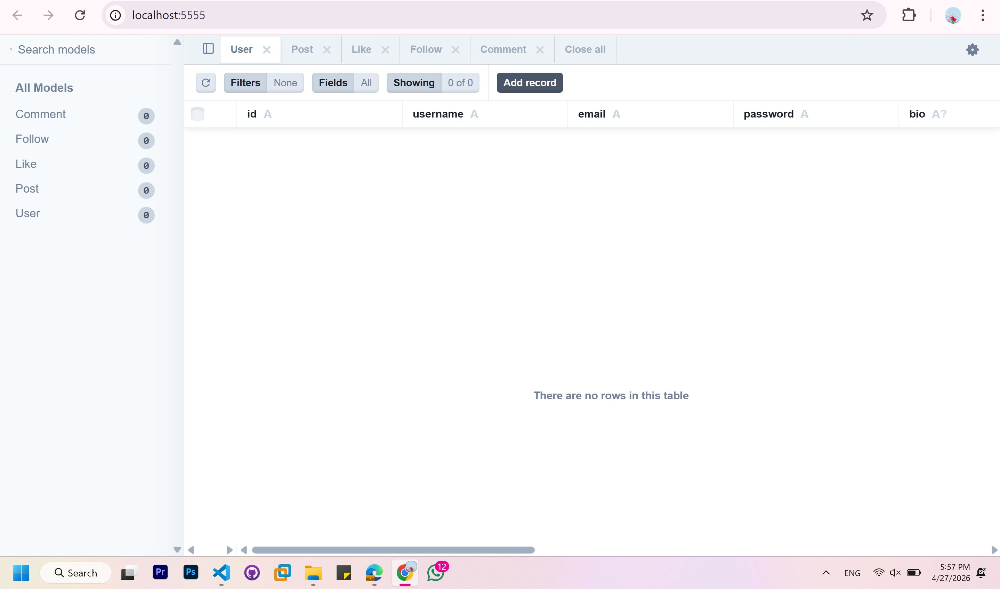 localhost:5555
Search models
User Post Like Follow Comment Close all
Filters None Fields All Showing 0 of 0 Add record
All Models
Comment 0
Follow 0
Like 0
Post 0
User 0
id A username A email A password A bio A?
There are no rows in this table
Search Pr Ps 12 ENG 5:57 PM
4/27/2026